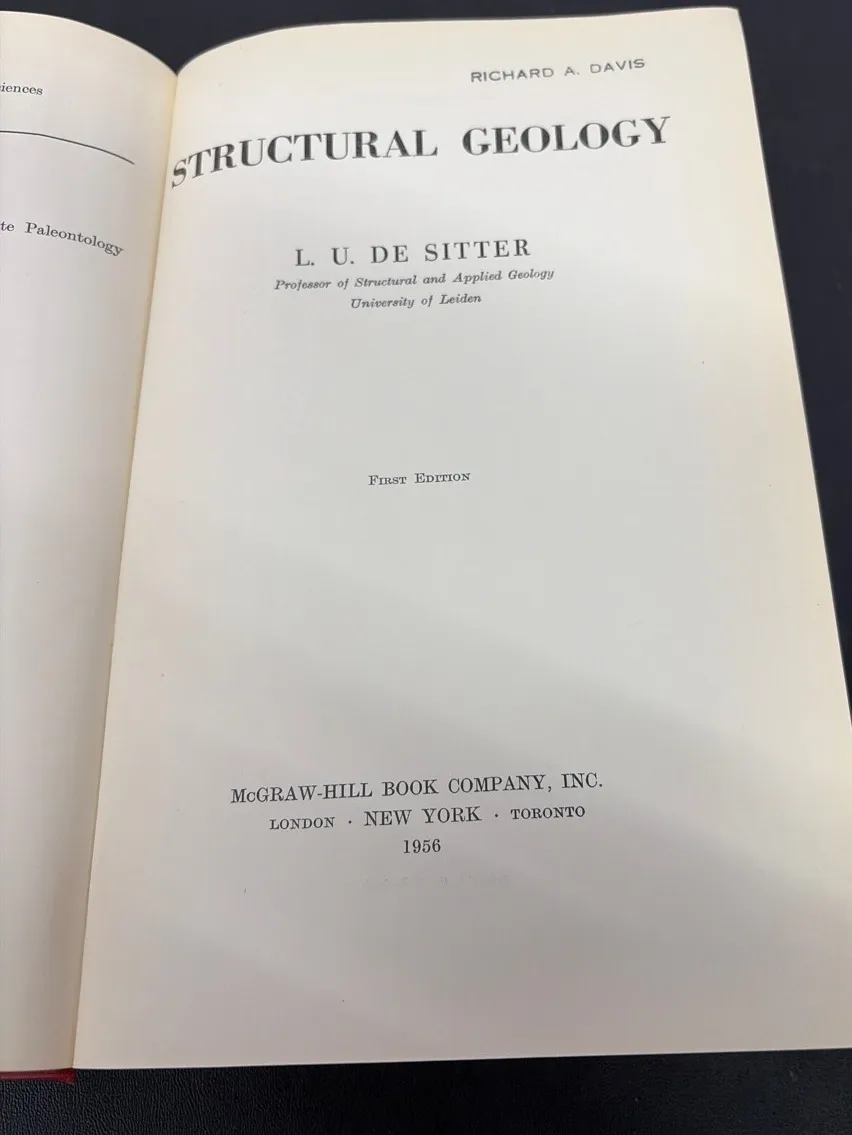 iences
te Paleontology
RICHARD A. DAVIS
STRUCTURAL GEOLOGY
L. U. DE SITTER
Professor of Structural and Applied Geology
University of Leiden
First Edition
McGRAW-HILL BOOK COMPANY, INC.
LONDON · NEW YORK · TORONTO
1956